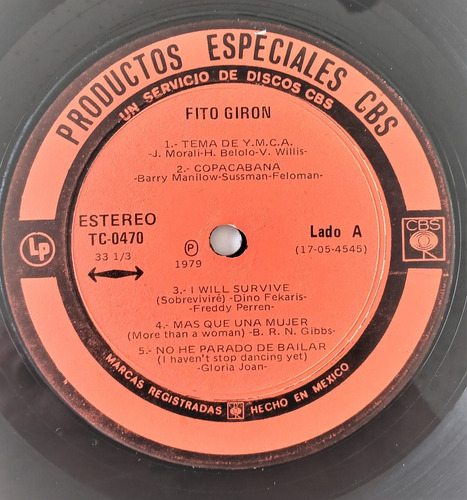 PRODUCTOS ESPECIALES CBS
UN SERVICIO DE DISCOS CBS
FITO GIRON
1.- TEMA DE Y.M.C.A.
-J. Morali-H. Belolo-V. Willis-
2.- COPACABANA
-Barry Manilow-Sussman-Feloman-
ESTEREO
TC-0470
33 1/3
LP
P
1979
Lado A
(17-05-4545)
CBS
3.- I WILL SURVIVE
(Sobreviviré) -Dino Fekaris-
-Freddy Perren-
4.- MAS QUE UNA MUJER
(More than a woman) -B. R. N. Gibbs-
5.- NO HE PARADO DE BAILAR
(I haven't stop dancing yet)
-Gloria Joan-
MARCAS REGISTRADAS HECHO EN MEXICO